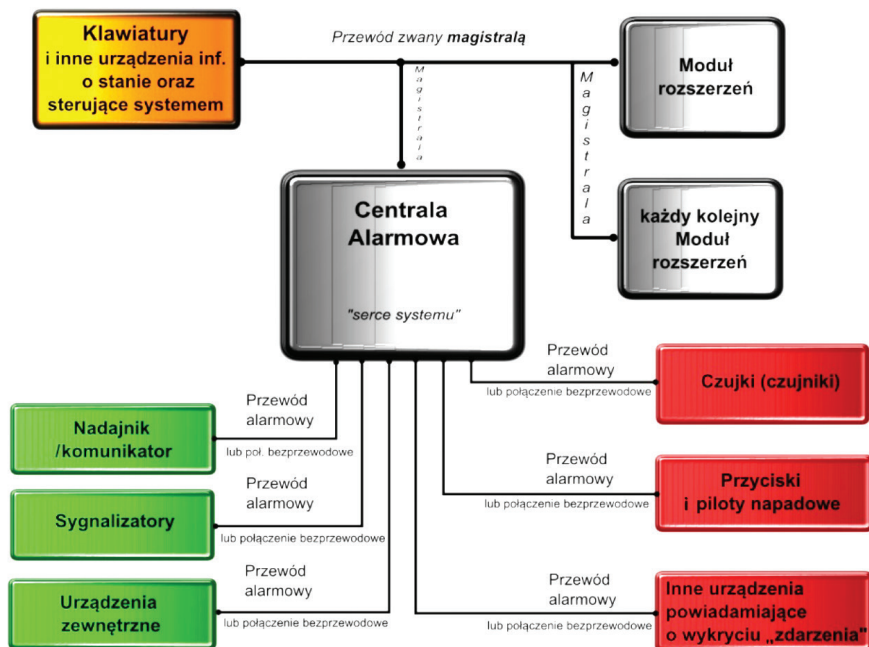 Klawiatury
i inne urządzenia inf.
o stanie oraz
sterujące systemem
Przewód zwany magistralą
Magistrala
Magistrala
Moduł
rozszerzeń
każdy kolejny
Moduł
rozszerzeń
Centrala
Alarmowa
"serce systemu"
Przewód
alarmowy
lub połączenie bezprzewodowe
Czujki (czujniki)
Przewód
alarmowy
lub poł. bezprzewodowe
Nadajnik
/komunikator
Przewód
alarmowy
lub połączenie bezprzewodowe
Przyciski
i piloty napadowe
Przewód
alarmowy
lub połączenie bezprzewodowe
Sygnalizatory
Przewód
alarmowy
lub połączenie bezprzewodowe
Urządzenia
zewnętrzne
Przewód
alarmowy
lub połączenie bezprzewodowe
Inne urządzenia
powiadamiające
o wykryciu „zdarzenia"